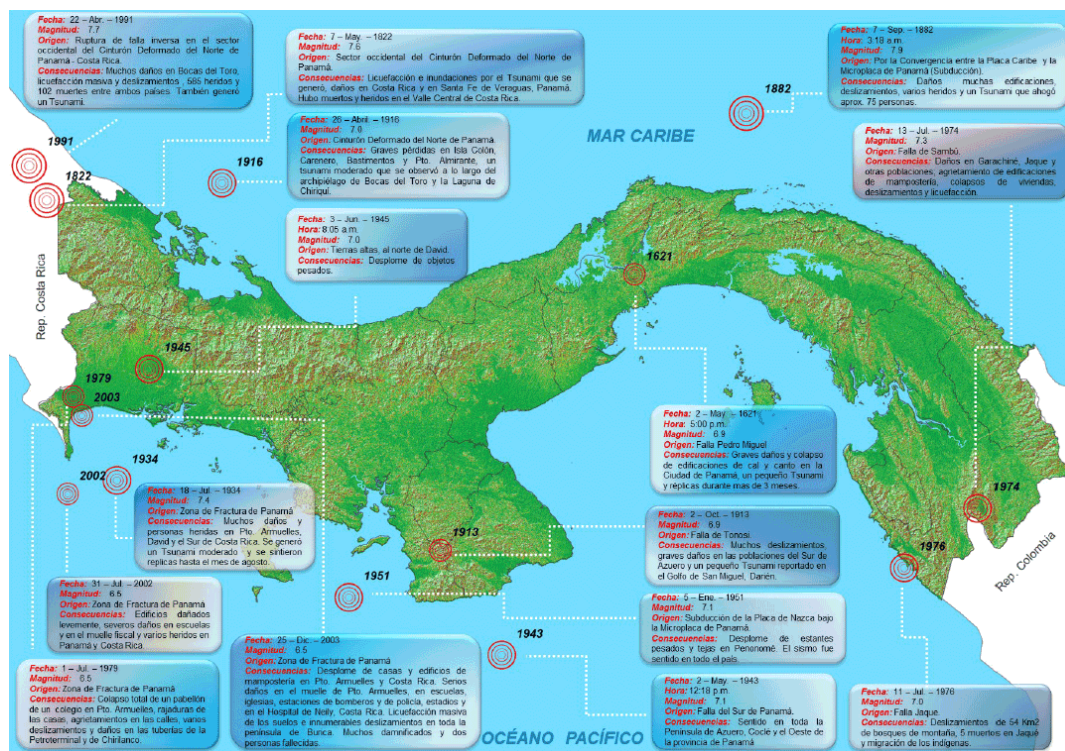 Fecha: 22 – Abr. – 1991
Magnitud: 7.7
Origen: Ruptura de falla inversa en el sector
occidental del Cinturón Deformado del Norte de
Panamá - Costa Rica.
Consecuencias: Muchos daños en Bocas del Toro,
licuefacción masiva y deslizamientos , 585 heridos y
102 muertes entre ambos países. También generó
un Tsunami.
Fecha: 7 – May. – 1822
Magnitud: 7.6
Origen: Sector occidental del Cinturón Deformado del Norte de
Panamá.
Consecuencias: Licuefacción e inundaciones por el Tsunami que se
generó, daños en Costa Rica y en Santa Fe de Veraguas, Panamá.
Hubo muertos y heridos en el Valle Central de Costa Rica.
Fecha: 7 – Sep. – 1882
Hora: 3:18 a.m.
Magnitud: 7.9
Origen: Por la Convergencia entre la Placa Caribe y la
Microplaca de Panamá (Subducción).
Consecuencias: Daños muchas edificaciones,
deslizamientos, varios heridos y un Tsunami que ahogó
aprox. 75 personas.
Fecha: 26 – Abril. – 1916
Magnitud: 7.0
Origen: Cinturón Deformado del Norte de Panamá.
Consecuencias: Graves pérdidas en Isla Colón,
Carenero, Bastimentos y Pto. Almirante, un
tsunami moderado que se observó a lo largo del
archipiélago de Bocas del Toro y la Laguna de
Chiriquí.
Fecha: 13 – Jul. – 1974
Magnitud: 7.3
Origen: Falla de Sambú.
Consecuencias: Daños en Garachiné, Jaque y
otras poblaciones, agrietamiento de edificaciones
de mampostería, colapsos de viviendas,
deslizamientos y licuefacción.
Fecha: 3 – Jun. – 1945
Hora: 8:05 a.m.
Magnitud: 7.0
Origen: Tierras altas, al norte de David.
Consecuencias: Desplome de objetos
pesados.
MAR CARIBE
1882
1991
1822
1916
1621
Rep. Costa Rica
1945
1979
2003
2002
1934
1913
1951
1943
1974
1976
Rep. Colombia
Fecha: 2 – May. – 1621
Hora: 5:00 p.m.
Magnitud: 6.9
Origen: Falla Pedro Miguel
Consecuencias: Graves daños y colapso
de edificaciones de cal y canto en la
Ciudad de Panamá, un pequeño Tsunami
y réplicas durante mas de 3 meses.
Fecha: 18 – Jul. – 1934
Magnitud: 7.4
Origen: Zona de Fractura de Panamá
Consecuencias: Muchos daños y
personas heridas en Pto. Armuelles,
David y el Sur de Costa Rica. Se generó
un Tsunami moderado y se sintieron
replicas hasta el mes de agosto.
Fecha: 2 – Oct. – 1913
Magnitud: 6.9
Origen: Falla de Tonosí.
Consecuencias: Muchos deslizamientos,
graves daños en las poblaciones del Sur de
Azuero y un pequeño Tsunami reportado en
el Golfo de San Miguel, Darién.
Fecha: 31 – Jul. – 2002
Magnitud: 6.5
Origen: Zona de Fractura de Panamá
Consecuencias: Edificios dañados
levemente, severos daños en escuelas
y en el muelle fiscal y varios heridos en
Panamá y Costa Rica.
Fecha: 5 – Ene. – 1951
Magnitud: 7.1
Origen: Subducción de la Placa de Nazca bajo
la Microplaca de Panamá.
Consecuencias: Desplome de estantes
pesados y tejas en Penonomé. El sismo fue
sentido en todo el país.
Fecha: 1 – Jul. – 1979
Magnitud: 6.5
Origen: Zona de Fractura de Panamá
Consecuencias: Colapso total de un pabellón
de un colegio en Pto. Armuelles, rajaduras de
las casas, agrietamientos en las calles, varios
deslizamientos y daños en las tuberías de la
Petroterminal y de Chirilanco.
Fecha: 25 – Dic. – 2003
Magnitud: 6.5
Origen: Zona de Fractura de Panamá
Consecuencias: Desplome de casas y edificios de
mampostería en Pto. Armuelles y Costa Rica. Serios
daños en el muelle de Pto. Armuelles, en escuelas,
iglesias, estaciones de bomberos y de policía, estadios y
en el Hospital de Neily, Costa Rica. Licuefacción masiva
de los suelos e innumerables deslizamientos en toda la
península de Burica. Muchos damnificados y dos
personas fallecidas.
Fecha: 2 – May. – 1943
Hora: 12:18 p.m.
Magnitud: 7.1
Origen: Falla del Sur de Panamá.
Consecuencias: Sentido en toda la
Península de Azuero, Coclé y el Oeste de
la provincia de Panamá
Fecha: 11 – Jul. – 1976
Magnitud: 7.0
Origen: Falla Jaque.
Consecuencias: Deslizamientos de 54 Km2
de bosques de montaña, 5 muertos en Jaqué
y migración de los indígenas.
OCÉANO PACÍFICO